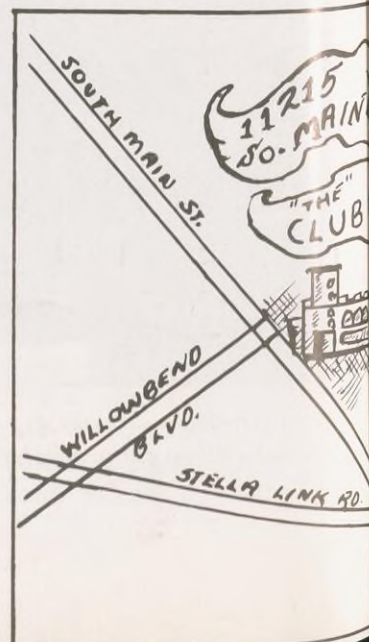 SOUTH MAIN ST.
11215
SO. MAIN
"THE"
CLUB
WILLOWBEND
BLVD.
STELLA LINK RD.